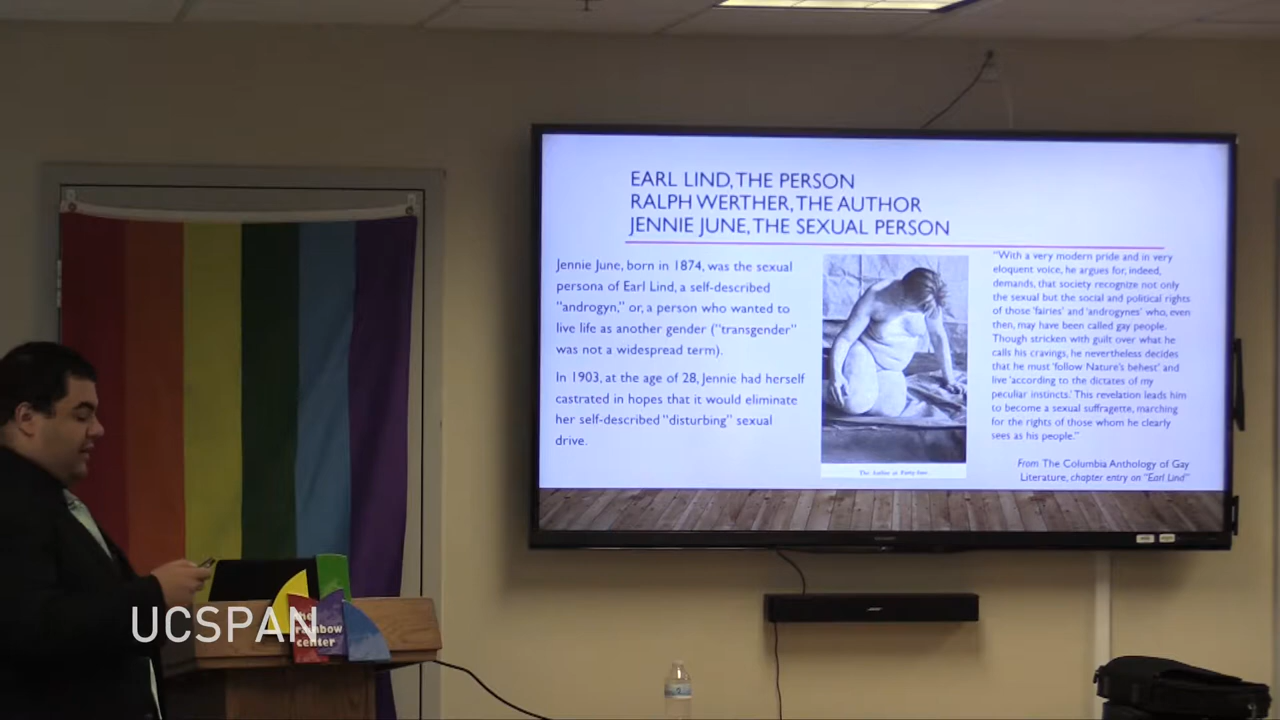 EARL LIND, THE PERSON
RALPH WERTHER, THE AUTHOR
JENNIE JUNE, THE SEXUAL PERSON
Jennie June, born in 1874, was the sexual
persona of Earl Lind, a self-described
"androgyn," or, a person who wanted to
live life as another gender ("transgender"
was not a widespread term).
In 1903, at the age of 28, Jennie had herself
castrated in hopes that it would eliminate
her self-described "disturbing" sexual
drive.
The Author at Forty-four
"With a very modern pride and in very
eloquent voice, he argues for, indeed,
demands, that society recognize not only
the sexual but the social and political rights
of those 'fairies' and 'androgynes' who, even
then, may have been called gay people.
Though stricken with guilt over what he
calls his cravings, he nevertheless decides
that he must 'follow Nature's behest' and
live 'according to the dictates of my
peculiar instincts.' This revelation leads him
to become a sexual suffragette, marching
for the rights of those whom he clearly
sees as his people."
From The Columbia Anthology of Gay
Literature, chapter entry on "Earl Lind"
BOSE
the
rainbow
center
UCSPAN